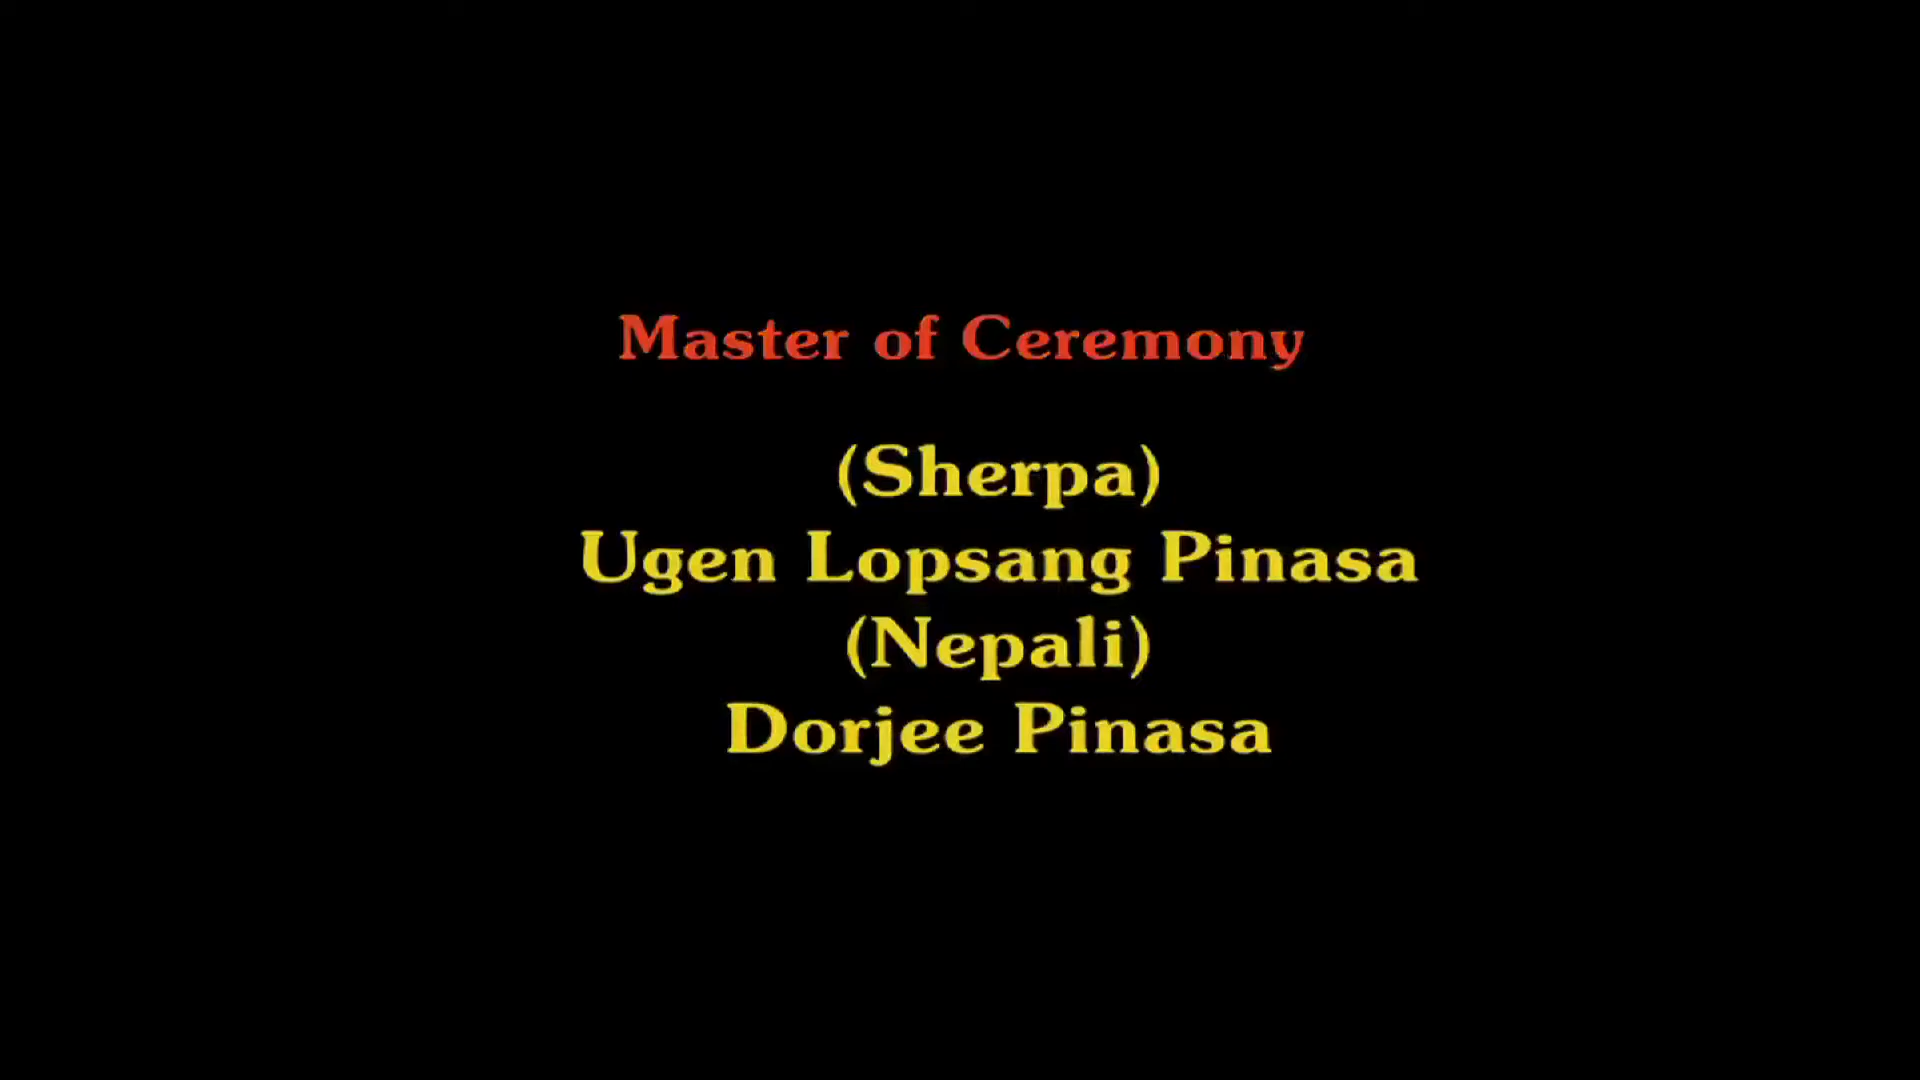 Master of Ceremony
(Sherpa)
Ugen Lopsang Pinasa
(Nepali)
Dorjee Pinasa